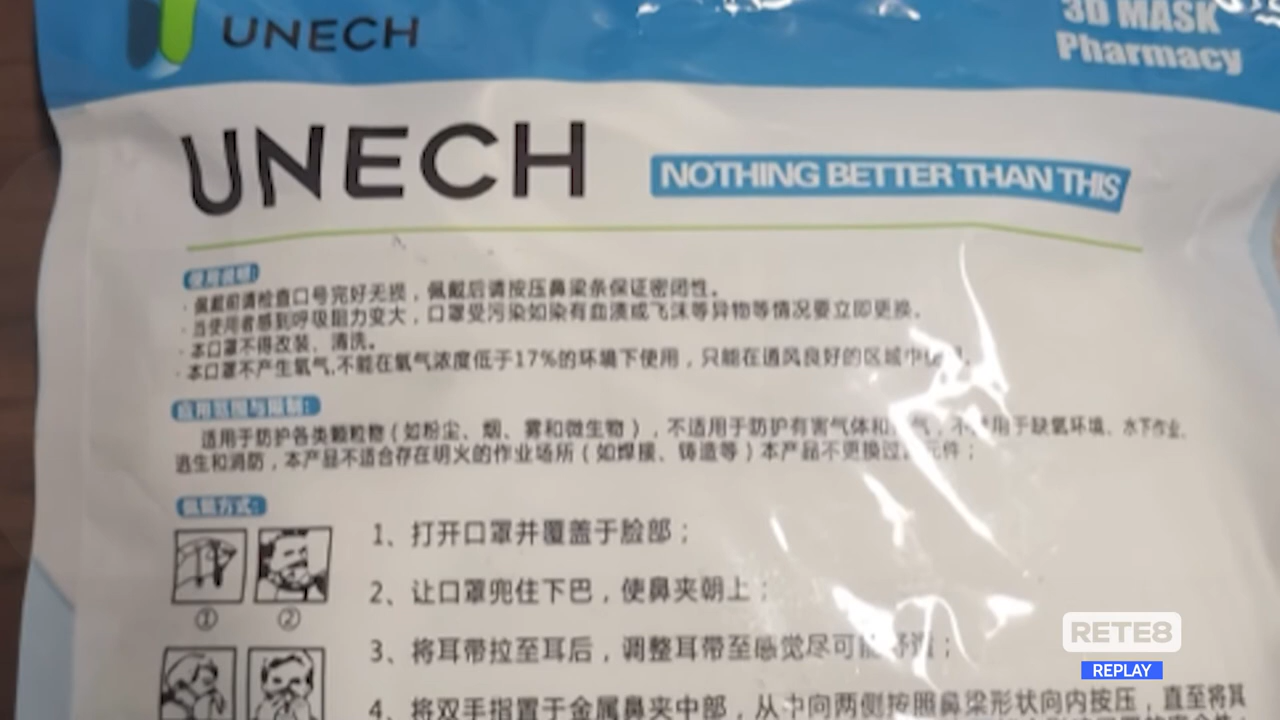 UNECH
3D MASK
Pharmacy
UNECH
NOTHING BETTER THAN THIS
使用说明:
· 佩戴前请检查口号完好无损，佩戴后请按压鼻梁条保证密闭性。
· 当使用者感到呼吸阻力变大，口罩受污染如染有血渍或飞沫等异物等情况要立即更换。
· 本口罩不得改装、清洗。
· 本口罩不产生氧气,不能在氧气浓度低于17%的环境下使用，只能在通风良好的区域中
应用范围与限制:
适用于防护各类颗粒物（如粉尘、烟、雾和微生物），不适用于防护有害气体和 气，不 用于缺氧环境、水下作业、
逃生和消防，本产品不适合存在明火的作业场所（如焊接、铸造等）本产品不更换过 元件；
佩戴方式:
1、打开口罩并覆盖于脸部；
2、让口罩兜住下巴，使鼻夹朝上；
① ②
3、将耳带拉至耳后，调整耳带至感觉尽可能舒适；
4、将双手指置于金属鼻夹中部，从中向两侧按照鼻梁形状向内按压，直至将其
RETE8
REPLAY